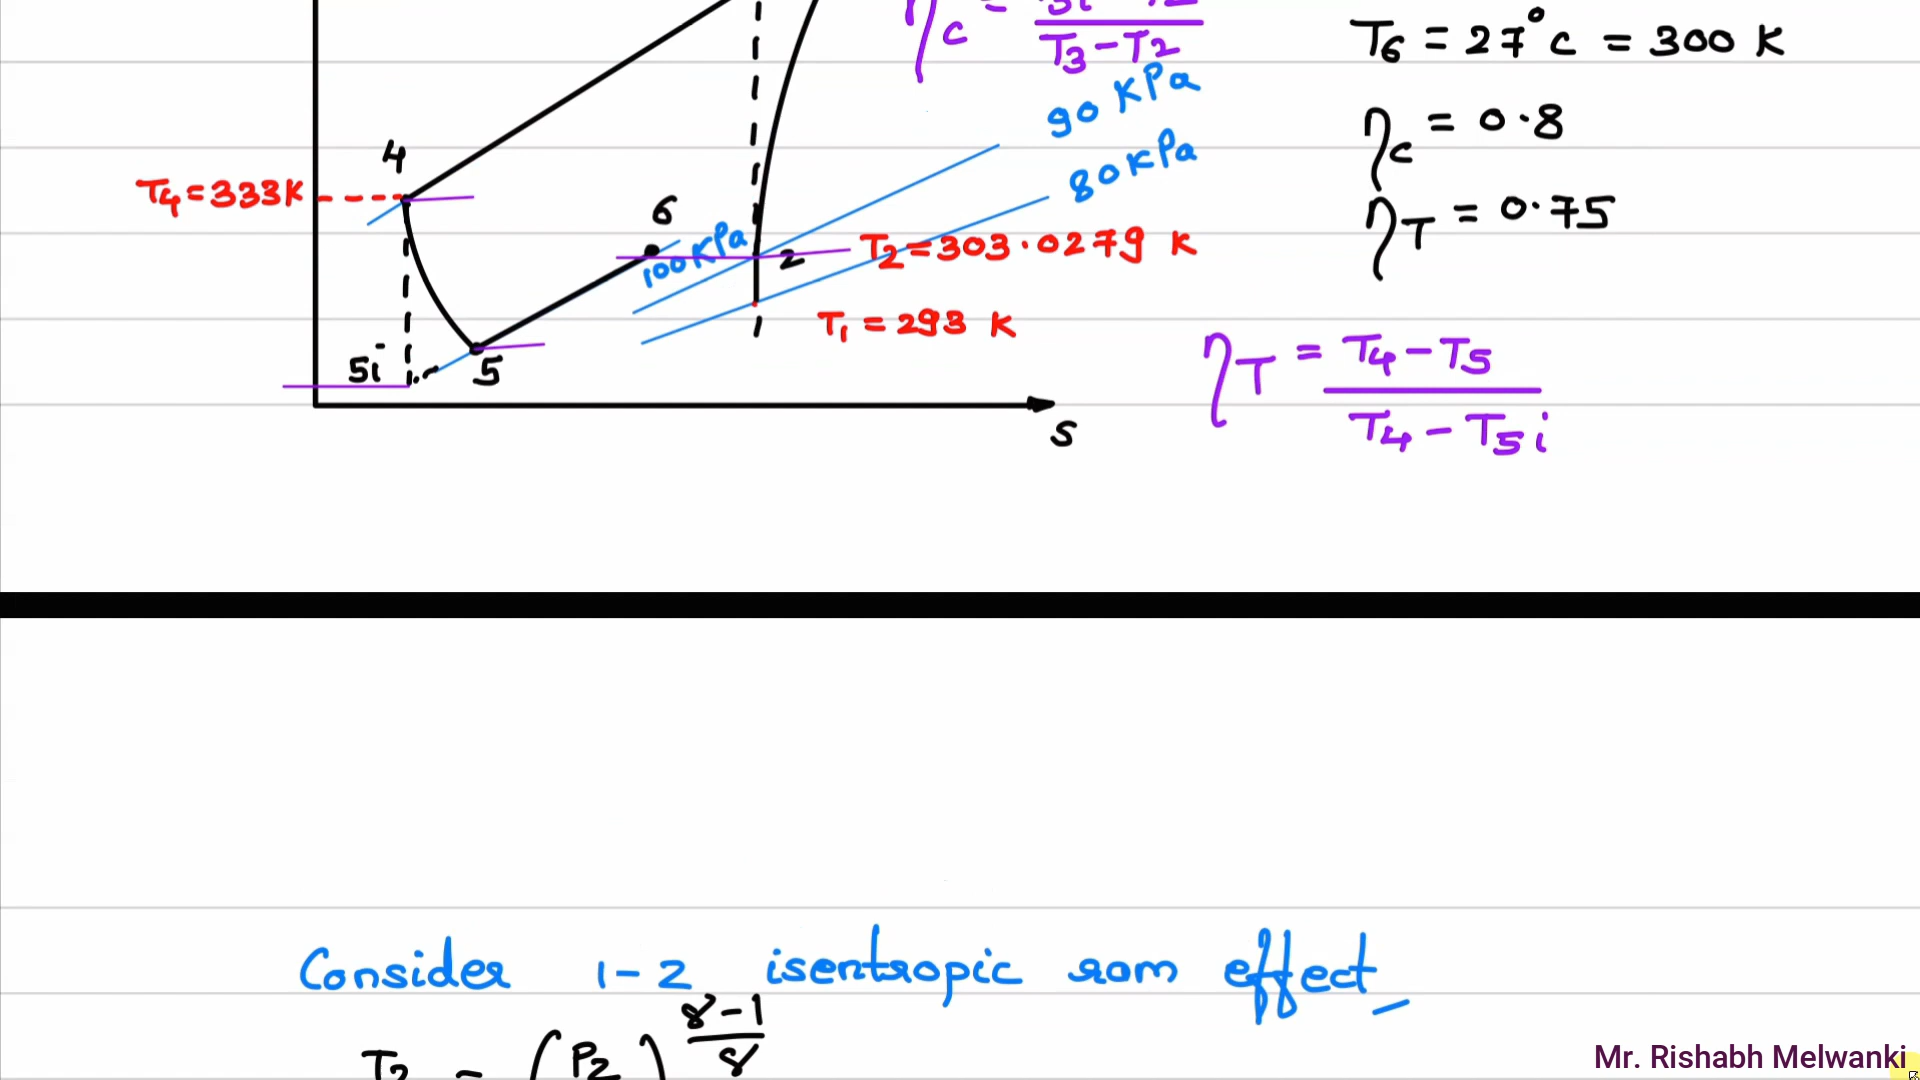 ηc = T3i - T2 / T3 - T2
T6 = 27°c = 300 K
90 KPa
ηc = 0.8
4
80 KPa
T4 = 333K
6
ηT = 0.75
100 KPa
2
T2 = 303.0279 K
T1 = 293 K
5i
5
ηT = T4 - T5 / T4 - T5i
S
Consider 1-2 isentropic ram effect
γ-1
T2 = (P2) γ
Mr. Rishabh Melwanki